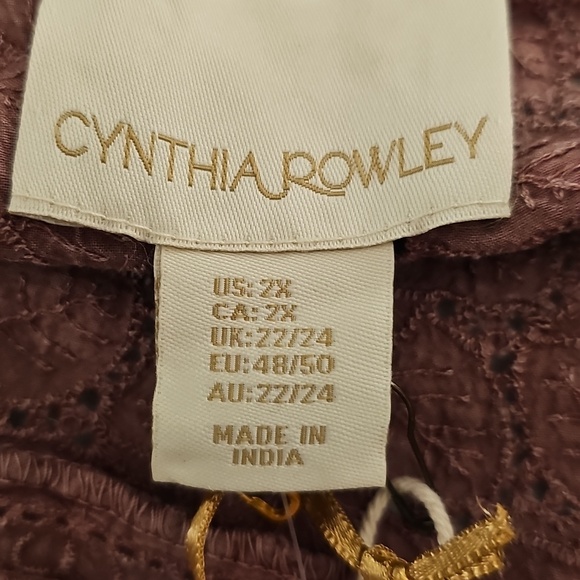 CYNTHIA ROWLEY
US: 2X
CA: 2X
UK: 22/24
EU: 48/50
AU: 22/24
MADE IN
INDIA